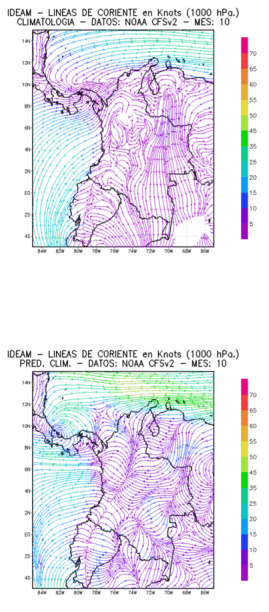 IDEAM - LINEAS DE CORIENTE en Knots (1000 hPa.)
CLIMATOLOGIA - DATOS: NOAA CFSv2 - MES: 10
14N
12N
10N
8N
6N
4N
2N
EQ
2S
4S
84W 82W 80W 78W 76W 74W 72W 70W 68W 66W
70
65
60
55
50
45
40
35
30
25
20
15
10
5
IDEAM - LINEAS DE CORIENTE en Knots (1000 hPa.)
PRED. CLIM. - DATOS: NOAA CFSv2 - MES: 10
14N
12N
10N
8N
6N
4N
2N
EQ
2S
4S
84W 82W 80W 78W 76W 74W 72W 70W 68W 66W
70
65
60
55
50
45
40
35
30
25
20
15
10
5